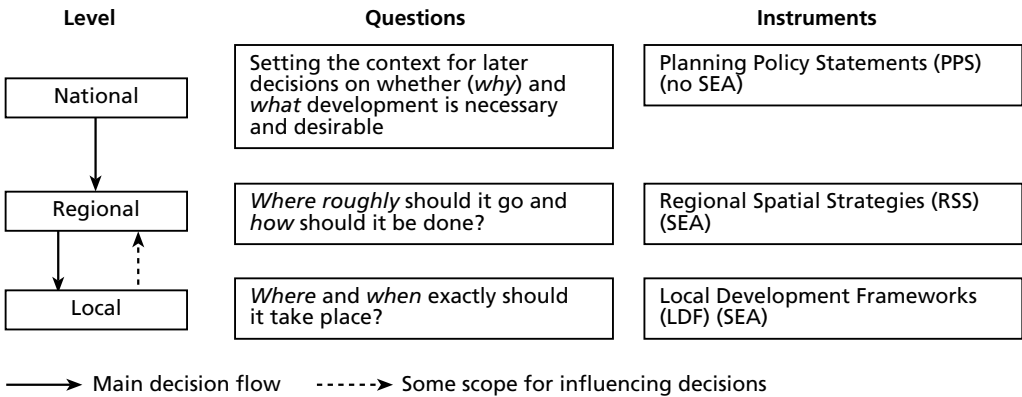 Level
Questions
Instruments
National
Setting the context for later
decisions on whether (why) and
what development is necessary
and desirable
Planning Policy Statements (PPS)
(no SEA)
Regional
Where roughly should it go and
how should it be done?
Regional Spatial Strategies (RSS)
(SEA)
Local
Where and when exactly should
it take place?
Local Development Frameworks
(LDF) (SEA)
Main decision flow
Some scope for influencing decisions